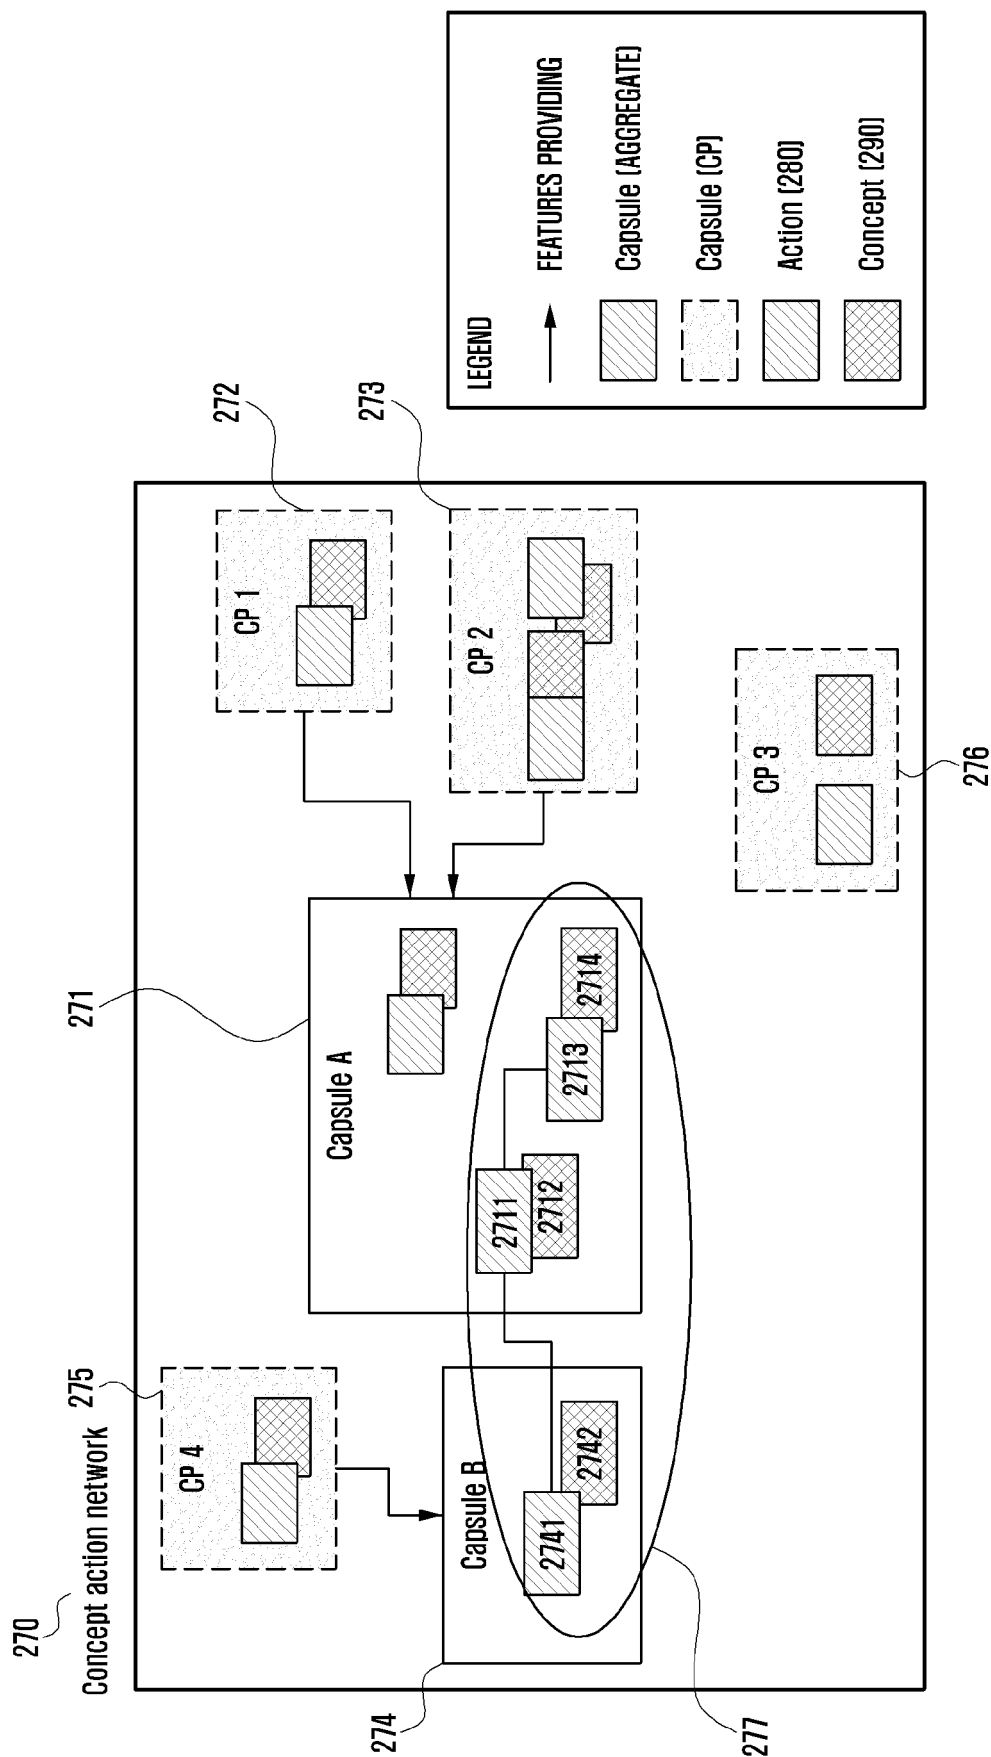 270
Concept action network
275
271
272
273
CP 4
Capsule A
CP 1
CP 2
Capsule B
2741
2742
2711
2712
2713
2714
CP 3
274
277
276
LEGEND
FEATURES PROVIDING
Capsule (AGGREGATE)
Capsule (CP)
Action (280)
Concept (290)